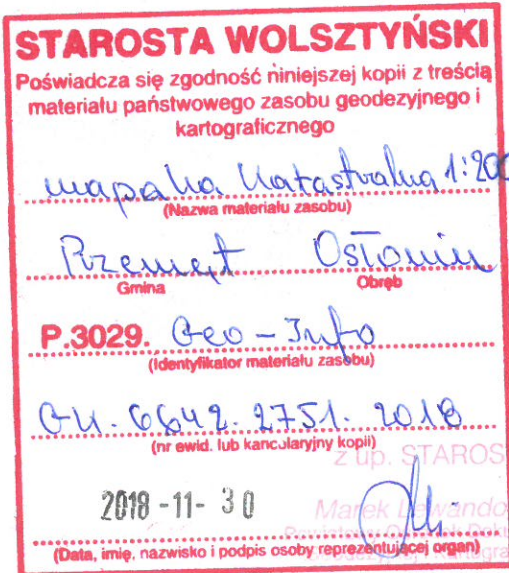 STAROSTA WOLSZTYŃSKI
Poświadcza się zgodność niniejszej kopii z treścią
materiału państwowego zasobu geodezyjnego i
kartograficznego
mapa katastralna 1:200
(Nazwa materiału zasobu)
Przemęt Osłonin
Gmina Obręb
P.3029. Geo-Info
(Identyfikator materiału zasobu)
GK. 6642. 2751. 2018
(nr ewid. lub kancelaryjny kopii)
z up. STAROS
2018-11-30
Marek Lewando
(Data, imię, nazwisko i podpis osoby reprezentującej organ)